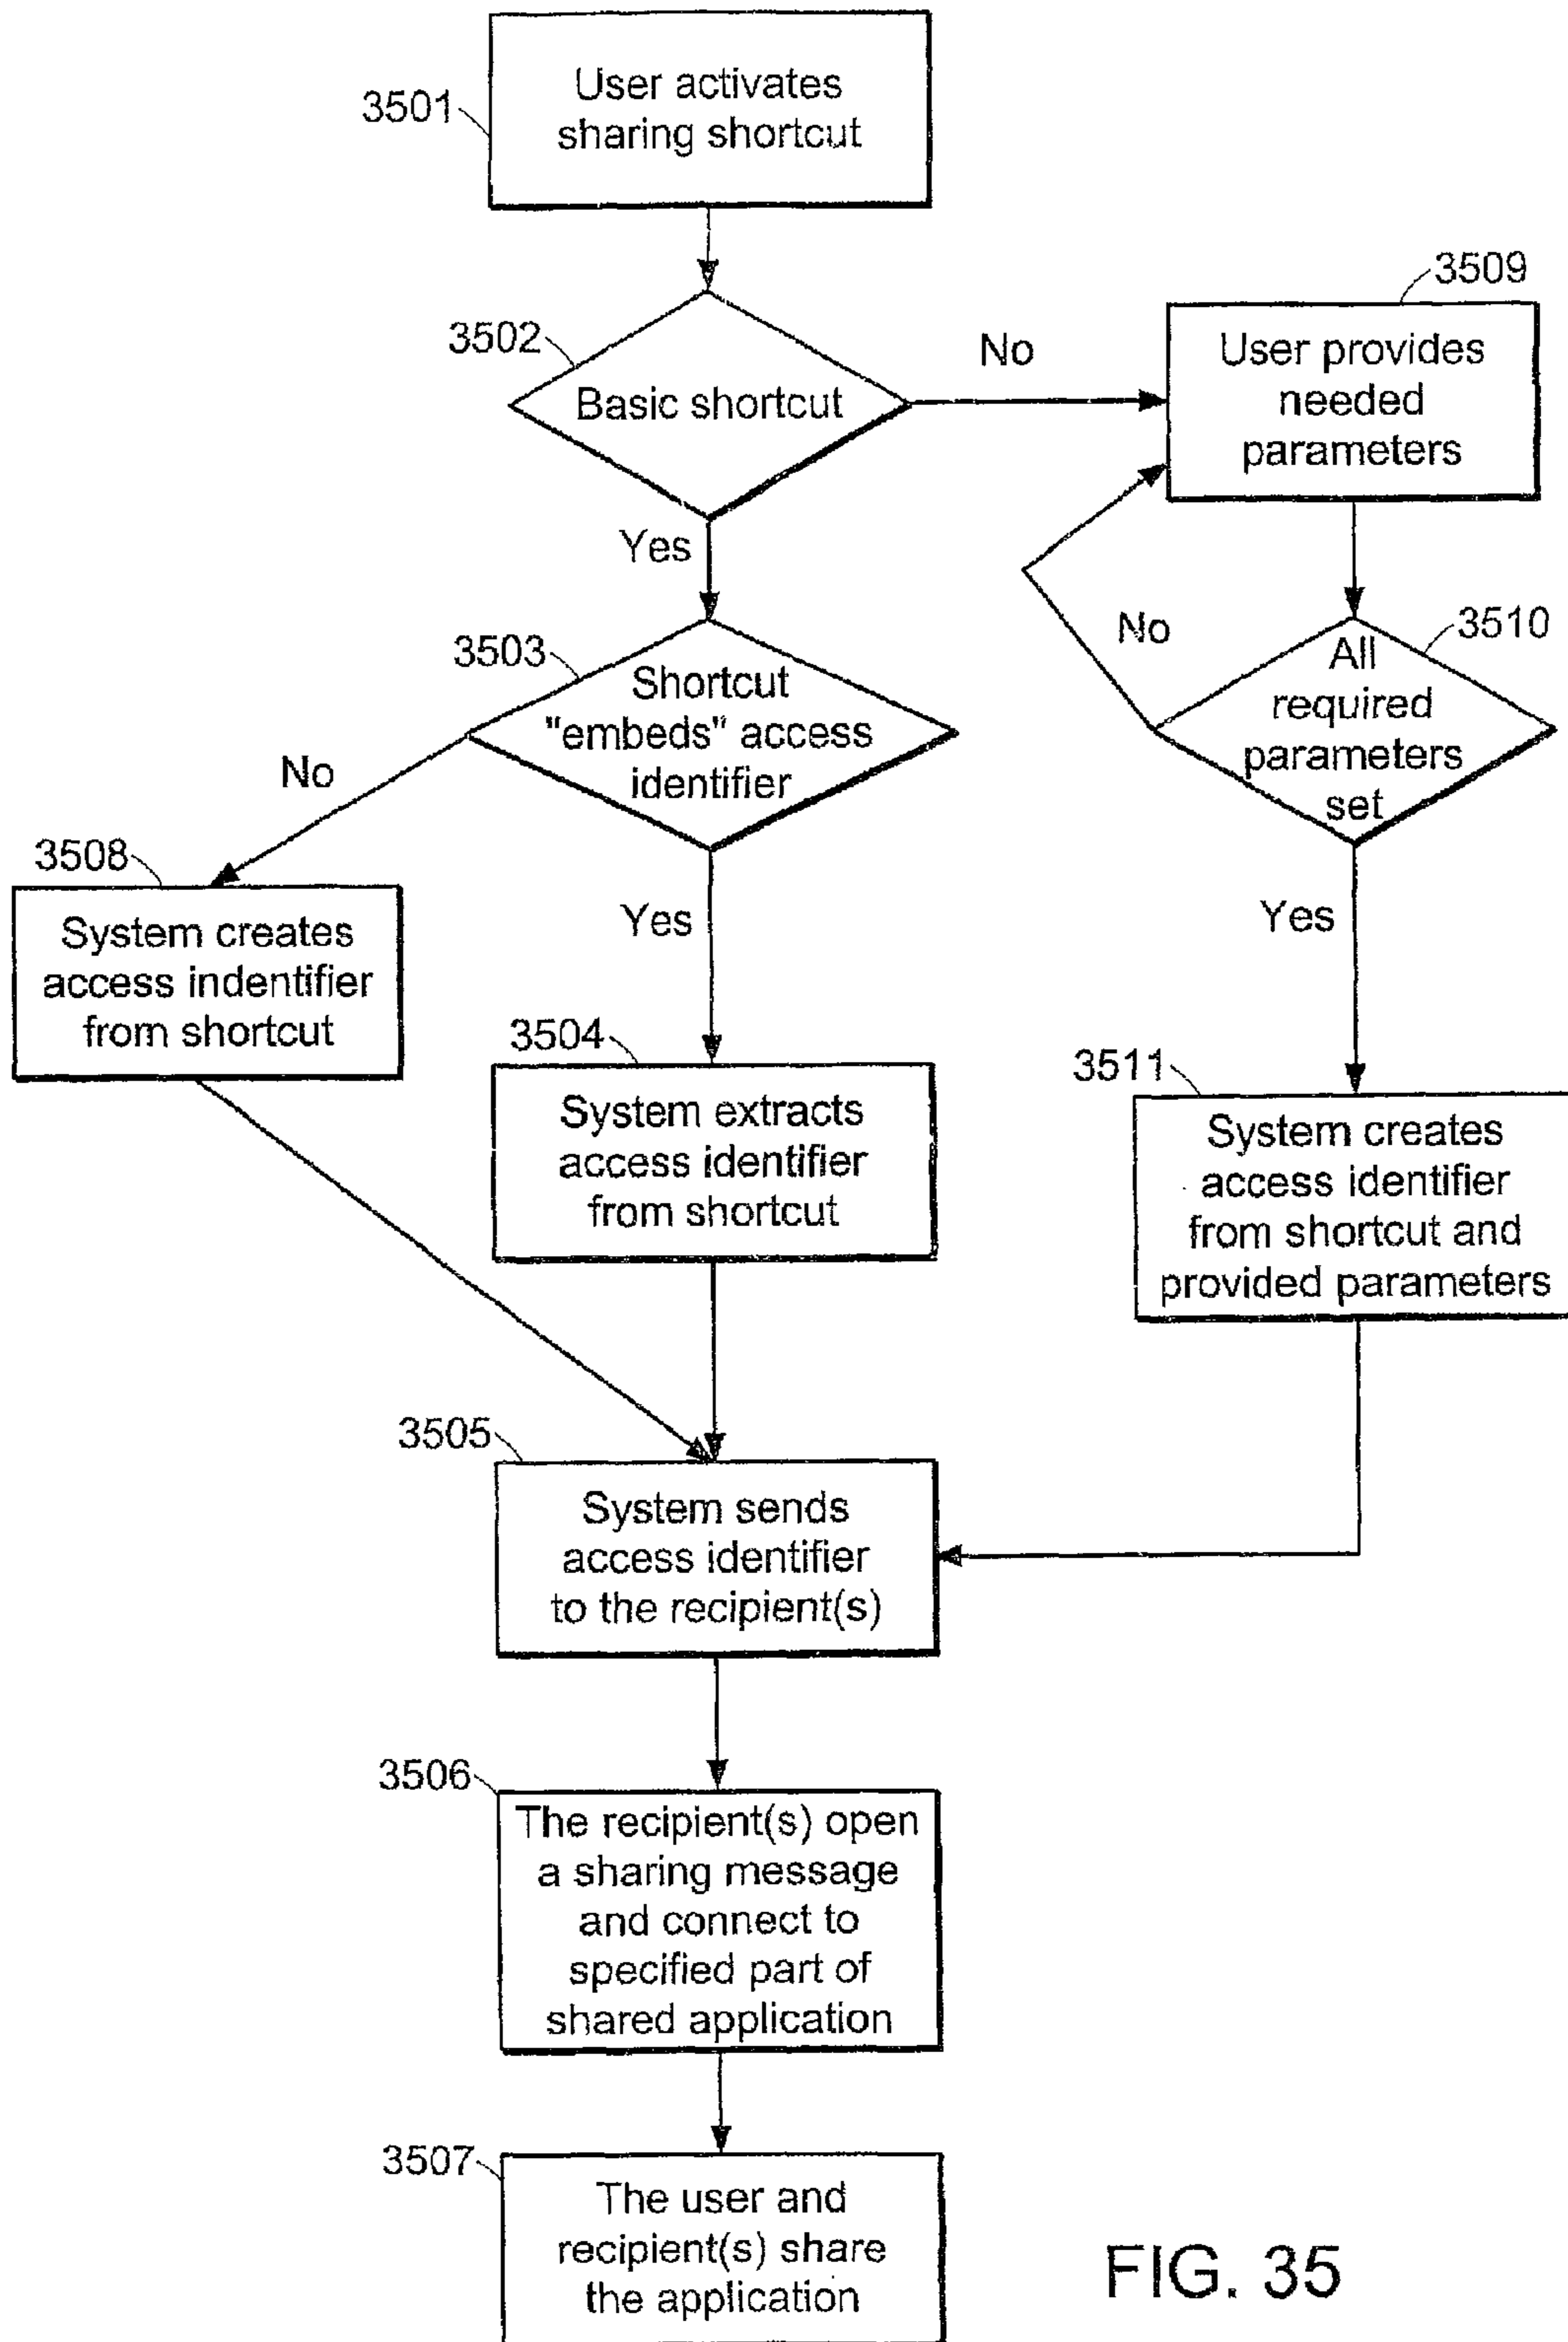 3501
User activates
sharing shortcut
3502
Basic shortcut
No
3509
User provides
needed
parameters
Yes
3503
Shortcut
"embeds" access
identifier
No
3510
All
required
parameters
set
No
3508
System creates
access indentifier
from shortcut
Yes
3504
System extracts
access identifier
from shortcut
Yes
3511
System creates
access identifier
from shortcut and
provided parameters
3505
System sends
access identifier
to the recipient(s)
3506
The recipient(s) open
a sharing message
and connect to
specified part of
shared application
3507
The user and
recipient(s) share
the application
FIG. 35